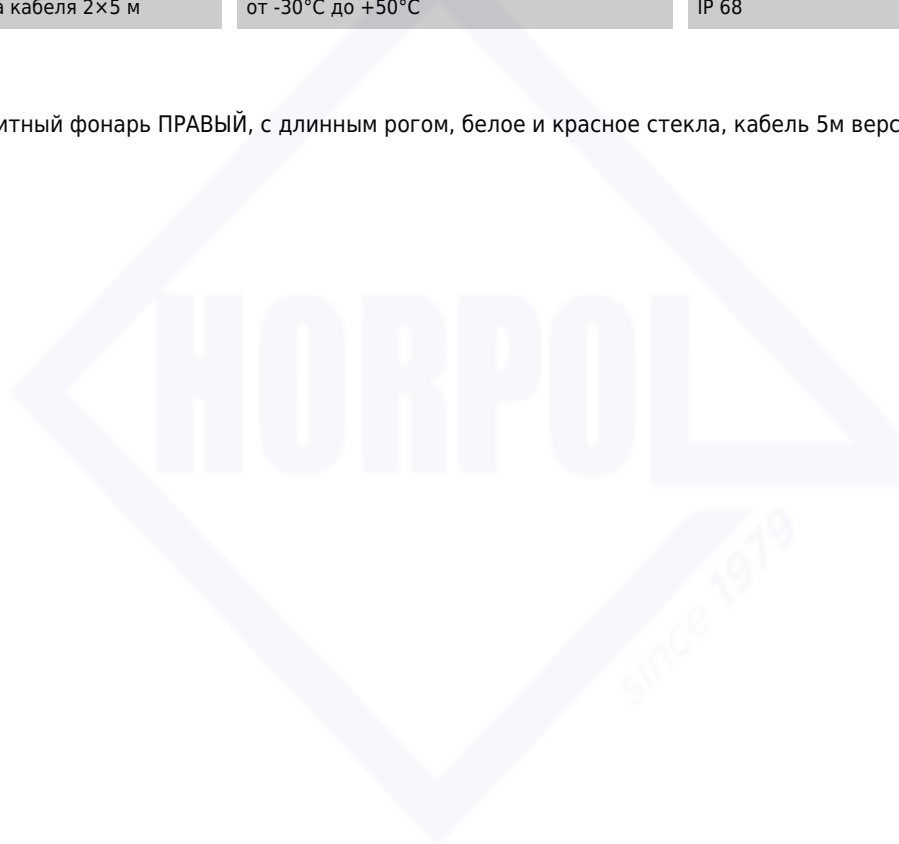 а кабеля 2×5 м
от -30°C до +50°C
IP 68
итный фонарь ПРАВЫЙ, с длинным рогом, белое и красное стекла, кабель 5м верс
HORPOL
since 1979